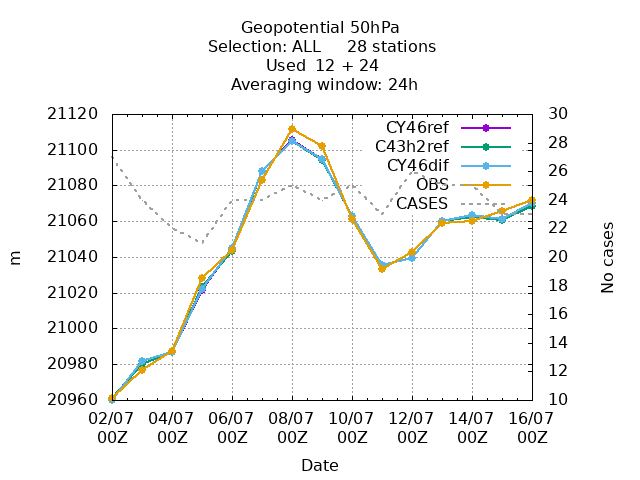 Geopotential 50hPa
Selection: ALL     28 stations
Used  12 + 24
Averaging window: 24h
21120
21100
21080
21060
21040
21020
21000
20980
20960
m
30
28
26
24
22
20
18
16
14
12
10
No cases
CY46ref
C43h2ref
CY46dif
OBS
CASES
02/07 04/07 06/07 08/07 10/07 12/07 14/07 16/07
00Z 00Z 00Z 00Z 00Z 00Z 00Z 00Z
Date